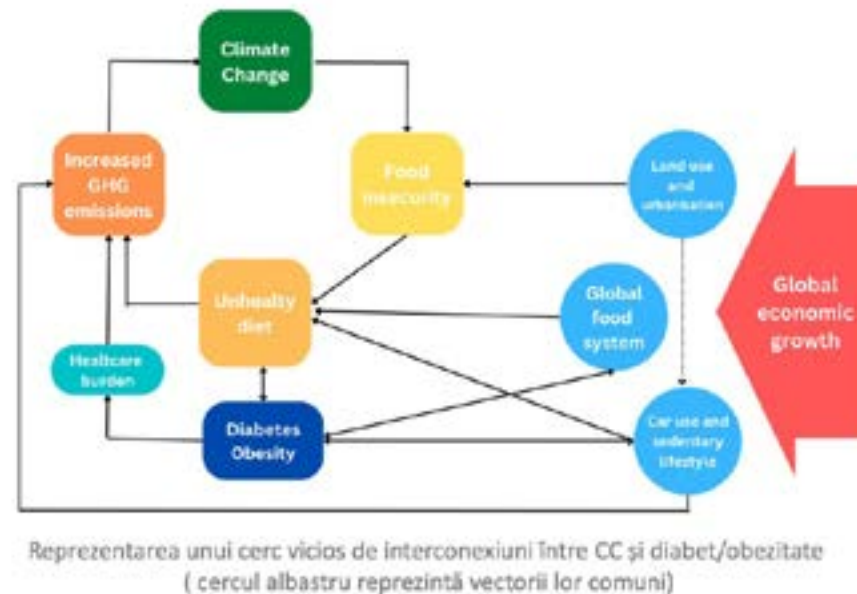 Climate
Change
Increased
GHG
emissions
Food
insecurity
Land use
and
urbanisation
Global
economic
growth
Unhealty
diet
Global
food
system
Healtcare
burden
Diabetes
Obesity
Car use and
sedentary
lifestyle
Reprezentarea unui cerc vicios de interconexiuni între CC și diabet/obezitate
( cercul albastru reprezintă vectorii lor comuni)